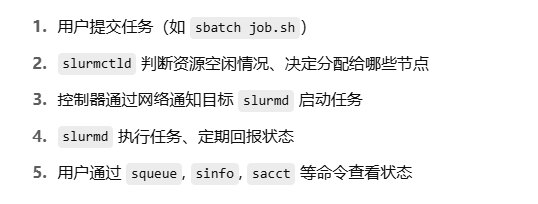 1. 用户提交任务（如 sbatch job.sh）
2. slurmctld 判断资源空闲情况、决定分配给哪些节点
3. 控制器通过网络通知目标 slurmd 启动任务
4. slurmd 执行任务、定期回报状态
5. 用户通过 squeue, sinfo, sacct 等命令查看状态